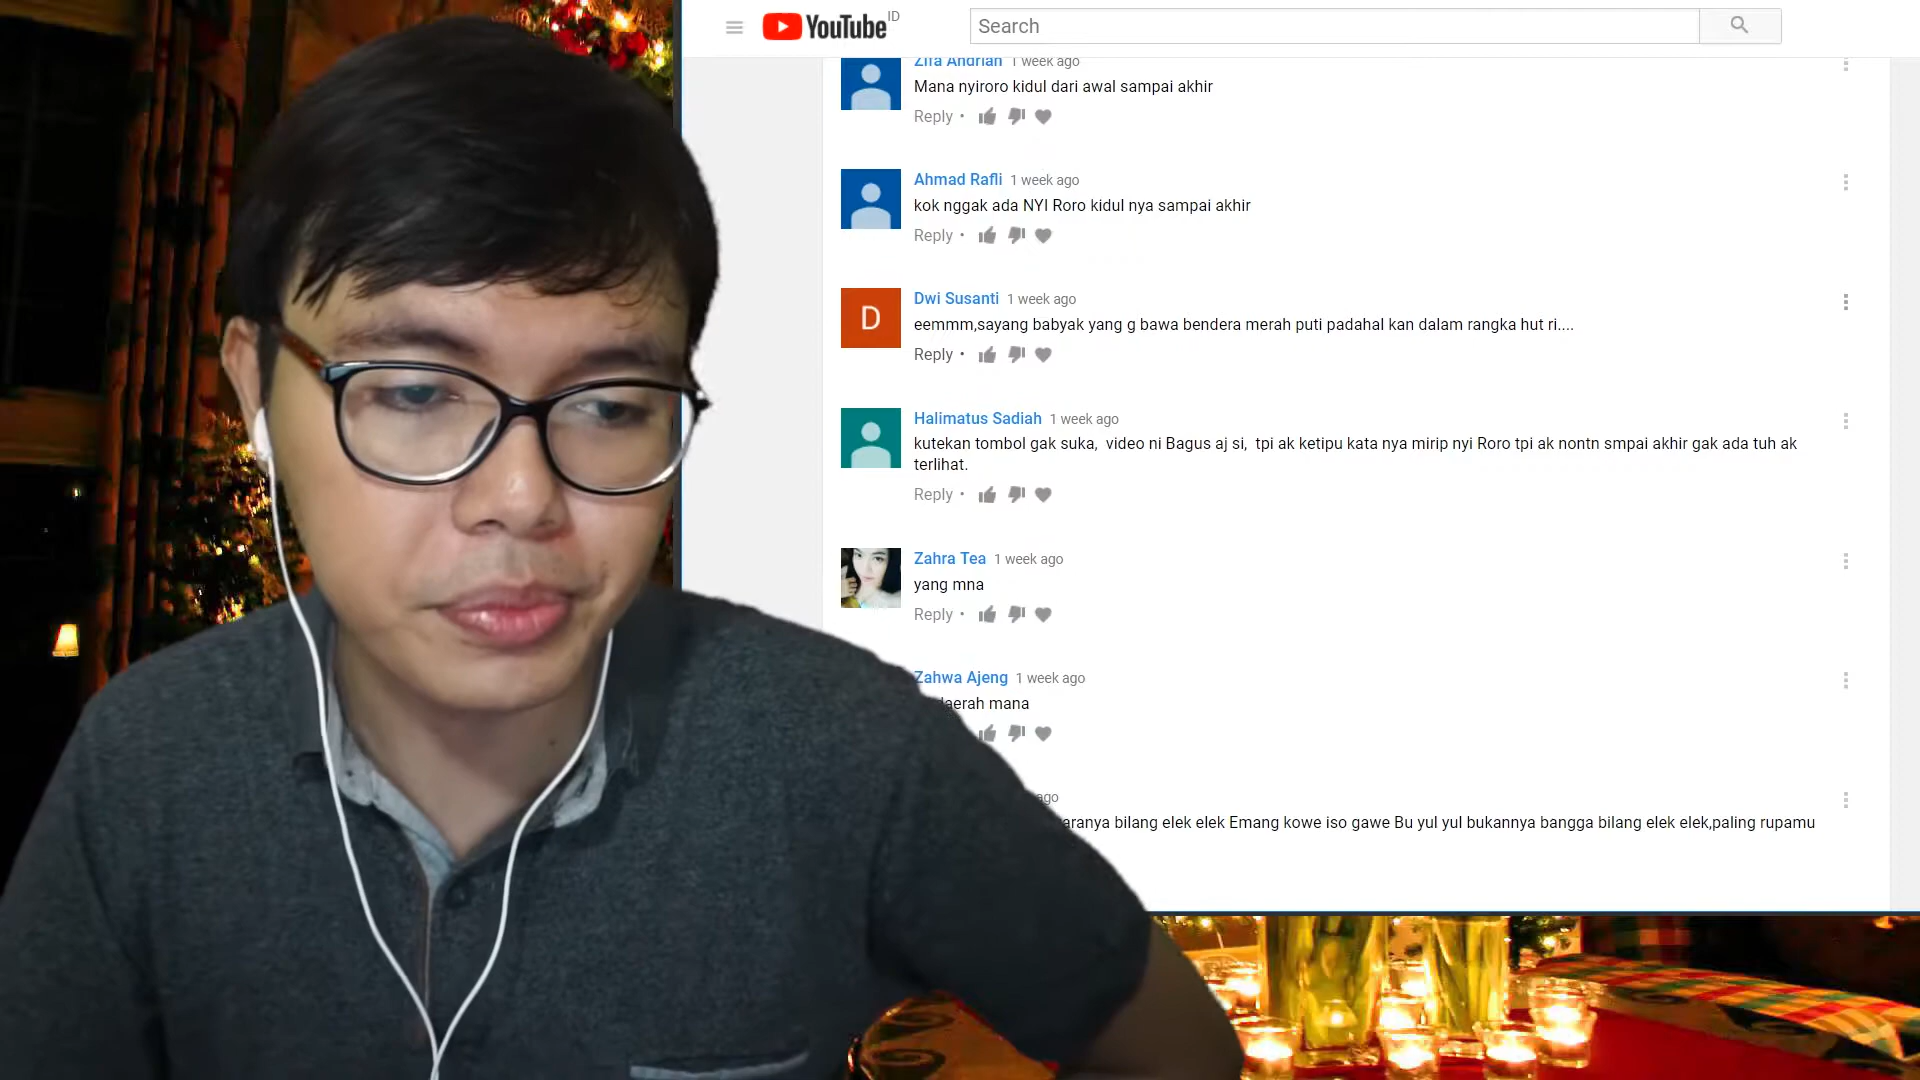 YouTube ID
Search
Zifa Andrian 1 week ago
Mana nyiroro kidul dari awal sampai akhir
Reply •
Ahmad Rafli 1 week ago
kok nggak ada NYI Roro kidul nya sampai akhir
Reply •
D
Dwi Susanti 1 week ago
eemmm,sayang babyak yang g bawa bendera merah puti padahal kan dalam rangka hut ri....
Reply •
Halimatus Sadiah 1 week ago
kutekan tombol gak suka, video ni Bagus aj si, tpi ak ketipu kata nya mirip nyi Roro tpi ak nontn smpai akhir gak ada tuh ak
terlihat.
Reply •
Zahra Tea 1 week ago
yang mna
Reply •
Zahwa Ajeng 1 week ago
mana
ago
bilang elek elek Emang kowe iso gawe Bu yul yul bukannya bangga bilang elek elek,paling rupamu